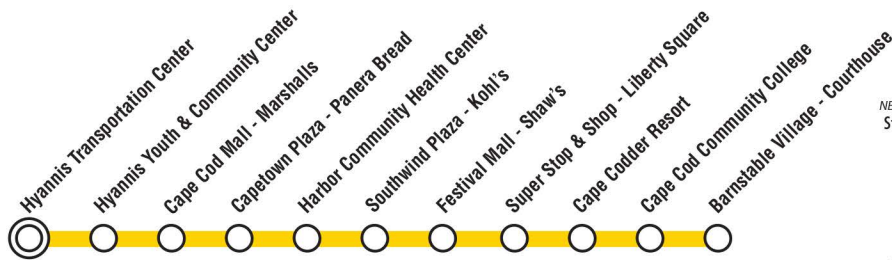 Hyannis Transportation Center
Hyannis Youth & Community Center
Cape Cod Mall - Marshalls
Capetown Plaza - Panera Bread
Harbor Community Health Center
Southwind Plaza - Kohl's
Festival Mall - Shaw's
Super Stop & Shop - Liberty Square
Cape Codder Resort
Cape Cod Community College
Barnstable Village - Courthouse